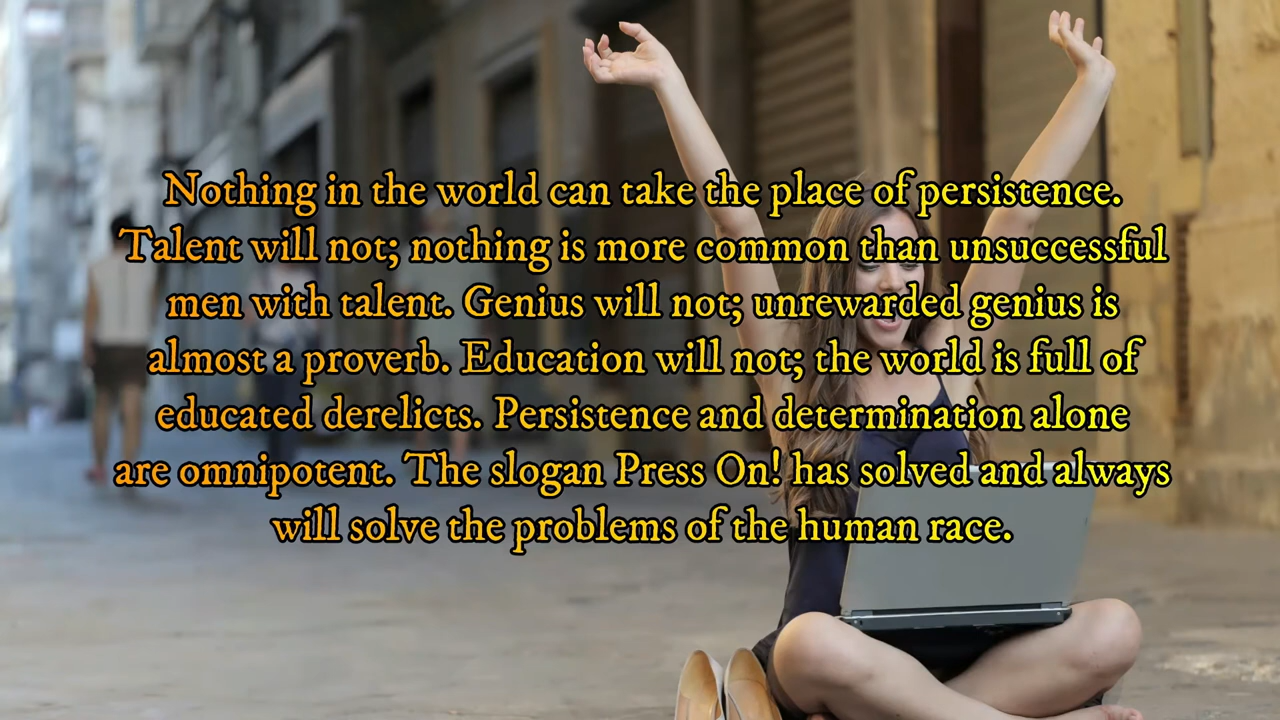 Nothing in the world can take the place of persistence.
Talent will not; nothing is more common than unsuccessful
men with talent. Genius will not; unrewarded genius is
almost a proverb. Education will not; the world is full of
educated derelicts. Persistence and determination alone
are omnipotent. The slogan Press On! has solved and always
will solve the problems of the human race.